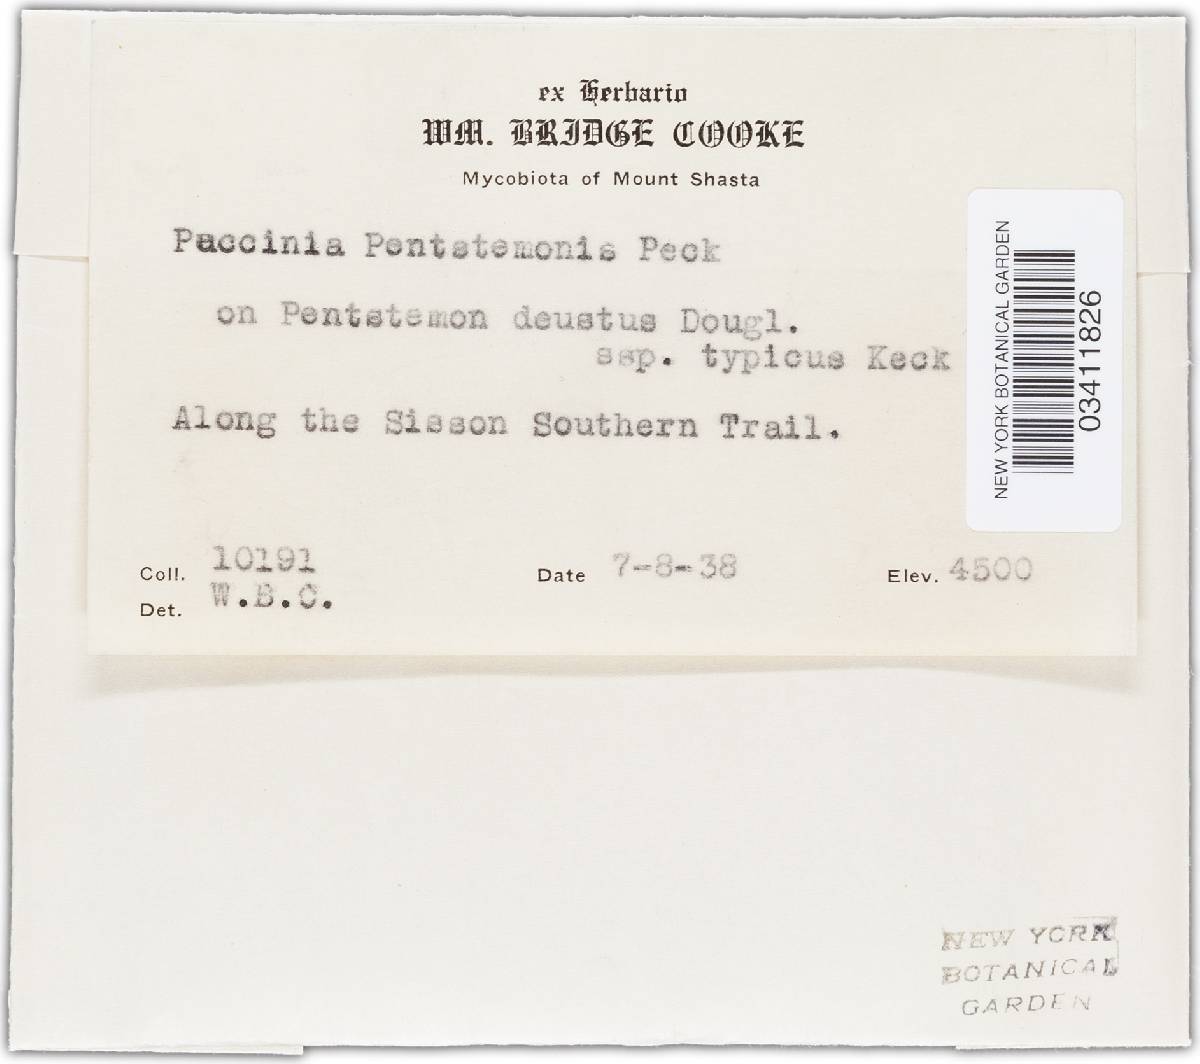 ex Herbario
WM. BRIDGE COOKE
Mycobiota of Mount Shasta
Puccinia Pentstemonis Peck
on Pentstemon deustus Dougl.
ssp. typicus Keck
Along the Sisson Southern Trail.
Coll. 10191
Date 7-8-38
Elev. 4500
Det. W.B.C.
NEW YORK BOTANICAL GARDEN
03411826
NEW YORK
BOTANICAL
GARDEN